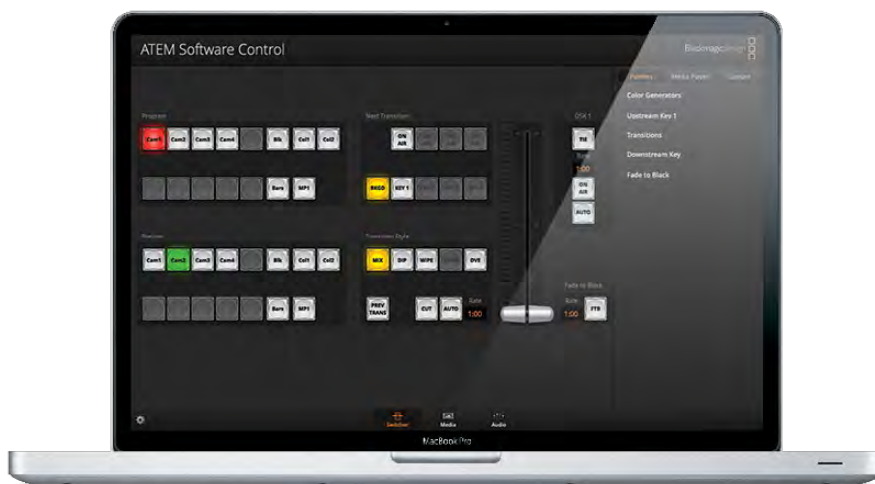 ATEM Software Control
Blackmagicdesign
Palettes Media Player Output
Program Next Transition DSK 1
Color Generators
Upstream Key 1
Transitions
Downstream Key
Fade to Black
Cam1 Cam2 Cam3 Cam4 Blk Col1 Col2 ON AIR TIE
Rate
1:00
Bars MP1 BKGD KEY 1 ON AIR
AUTO
Preview Transition Style
Cam1 Cam2 Cam3 Cam4 Blk Col1 Col2 MIX DIP WIPE DVE
Fade to Black
Bars MP1 PREV TRANS CUT AUTO Rate 1:00 Rate 1:00 FTB
Switcher Media Audio
MacBook Pro